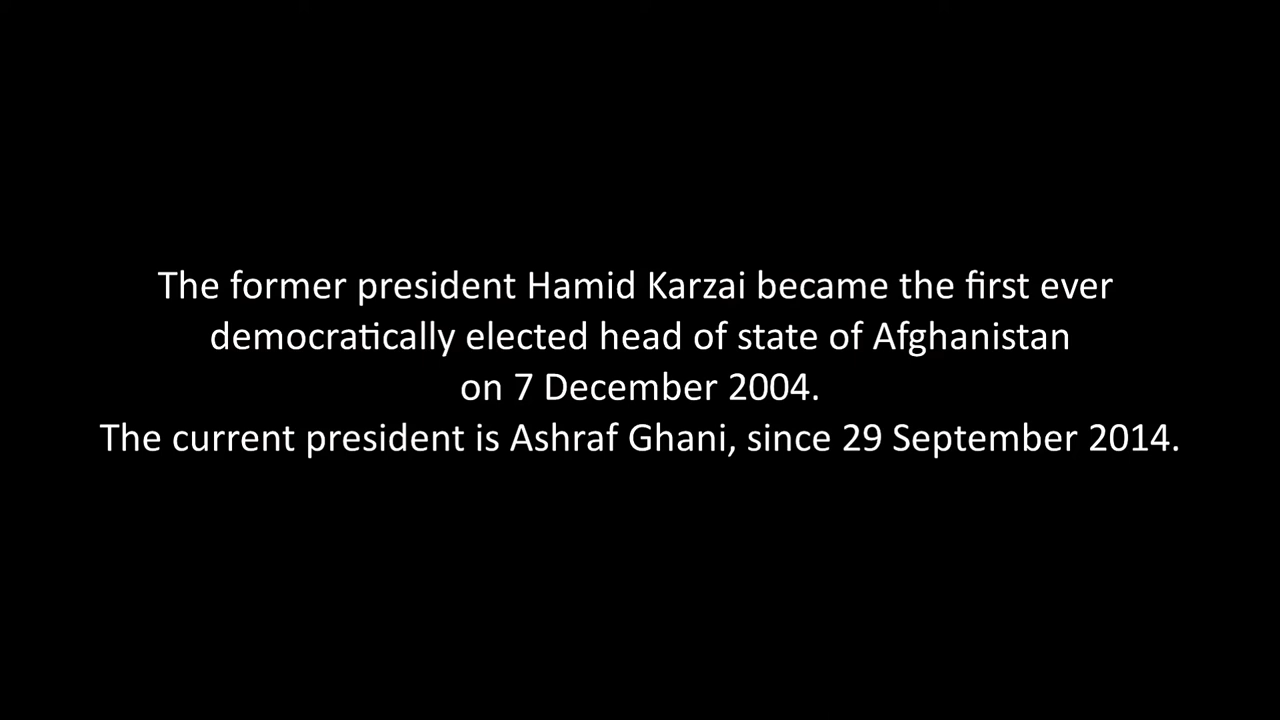 The former president Hamid Karzai became the first ever
democratically elected head of state of Afghanistan
on 7 December 2004.
The current president is Ashraf Ghani, since 29 September 2014.